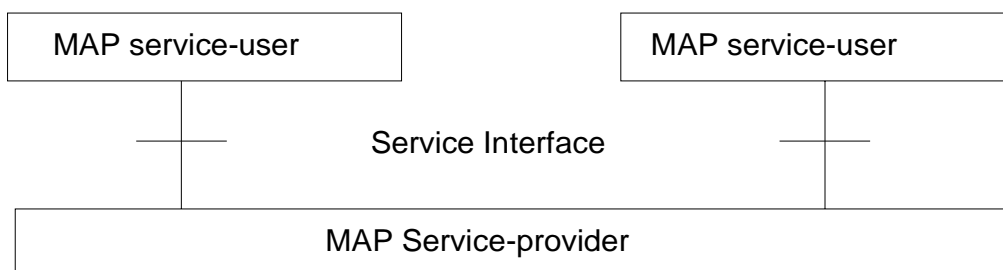 MAP service-user
MAP service-user
Service Interface
MAP Service-provider